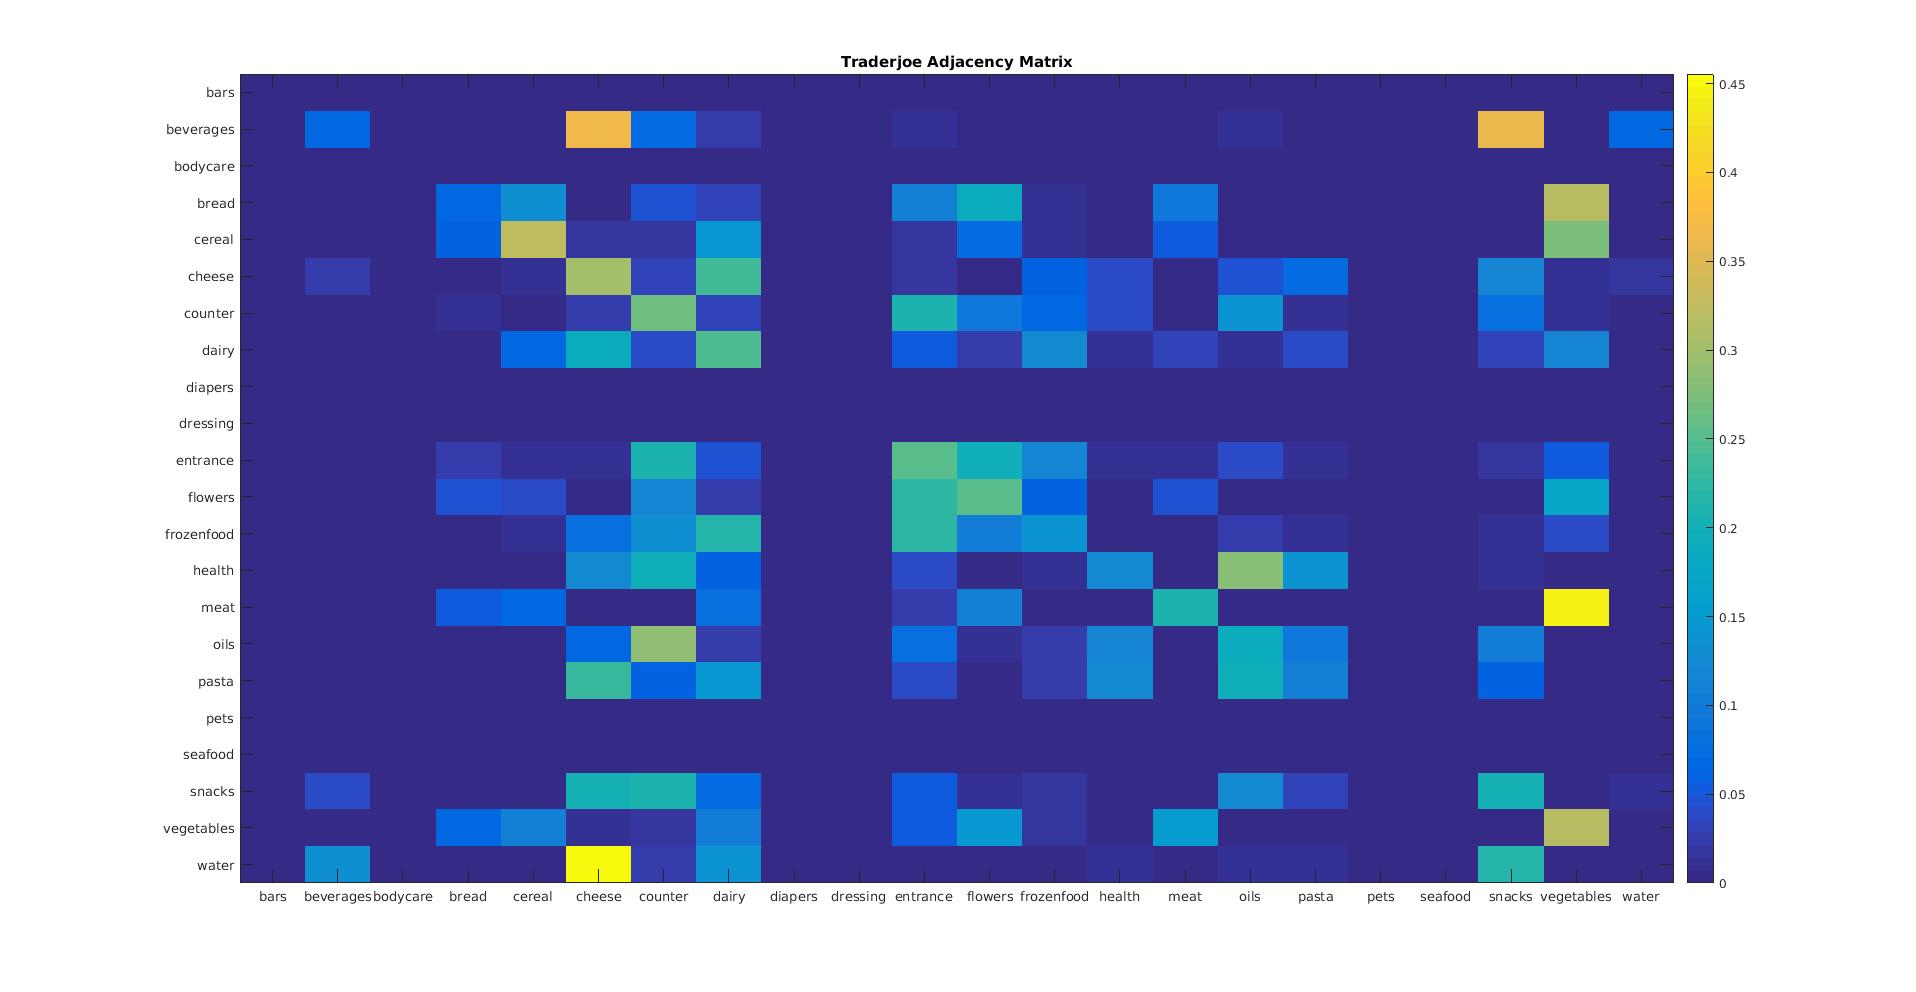 Traderjoe Adjacency Matrix
bars
beverages
bodycare
bread
cereal
cheese
counter
dairy
diapers
dressing
entrance
flowers
frozenfood
health
meat
oils
pasta
pets
seafood
snacks
vegetables
water
bars beverages bodycare bread cereal cheese counter dairy diapers dressing entrance flowers frozenfood health meat oils pasta pets seafood snacks vegetables water
0.45
0.4
0.35
0.3
0.25
0.2
0.15
0.1
0.05
0